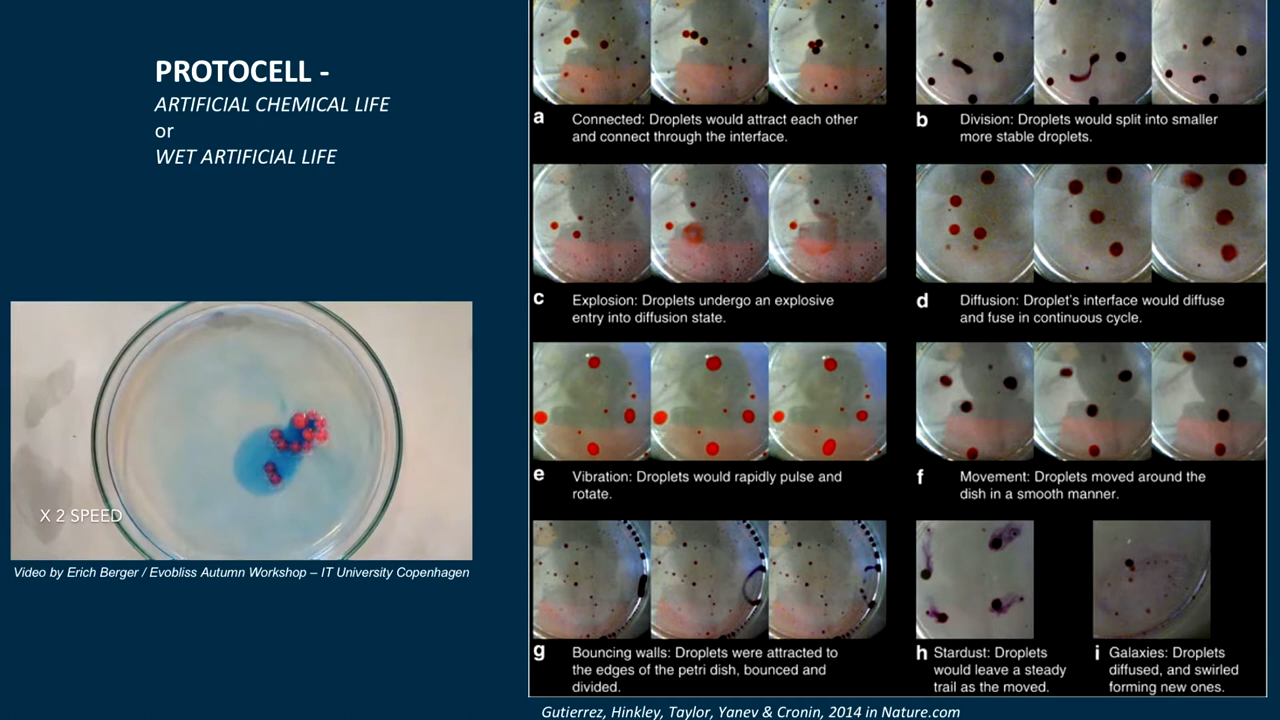 PROTOCELL -
ARTIFICIAL CHEMICAL LIFE
or
WET ARTIFICIAL LIFE
X 2 SPEED
Video by Erich Berger / Evobliss Autumn Workshop – IT University Copenhagen
a Connected: Droplets would attract each other
and connect through the interface.
b Division: Droplets would split into smaller
more stable droplets.
c Explosion: Droplets undergo an explosive
entry into diffusion state.
d Diffusion: Droplet's interface would diffuse
and fuse in continuous cycle.
e Vibration: Droplets would rapidly pulse and
rotate.
f Movement: Droplets moved around the
dish in a smooth manner.
g Bouncing walls: Droplets were attracted to
the edges of the petri dish, bounced and
divided.
h Stardust: Droplets
would leave a steady
trail as the moved.
i Galaxies: Droplets
diffused, and swirled
forming new ones.
Gutierrez, Hinkley, Taylor, Yanev & Cronin, 2014 in Nature.com